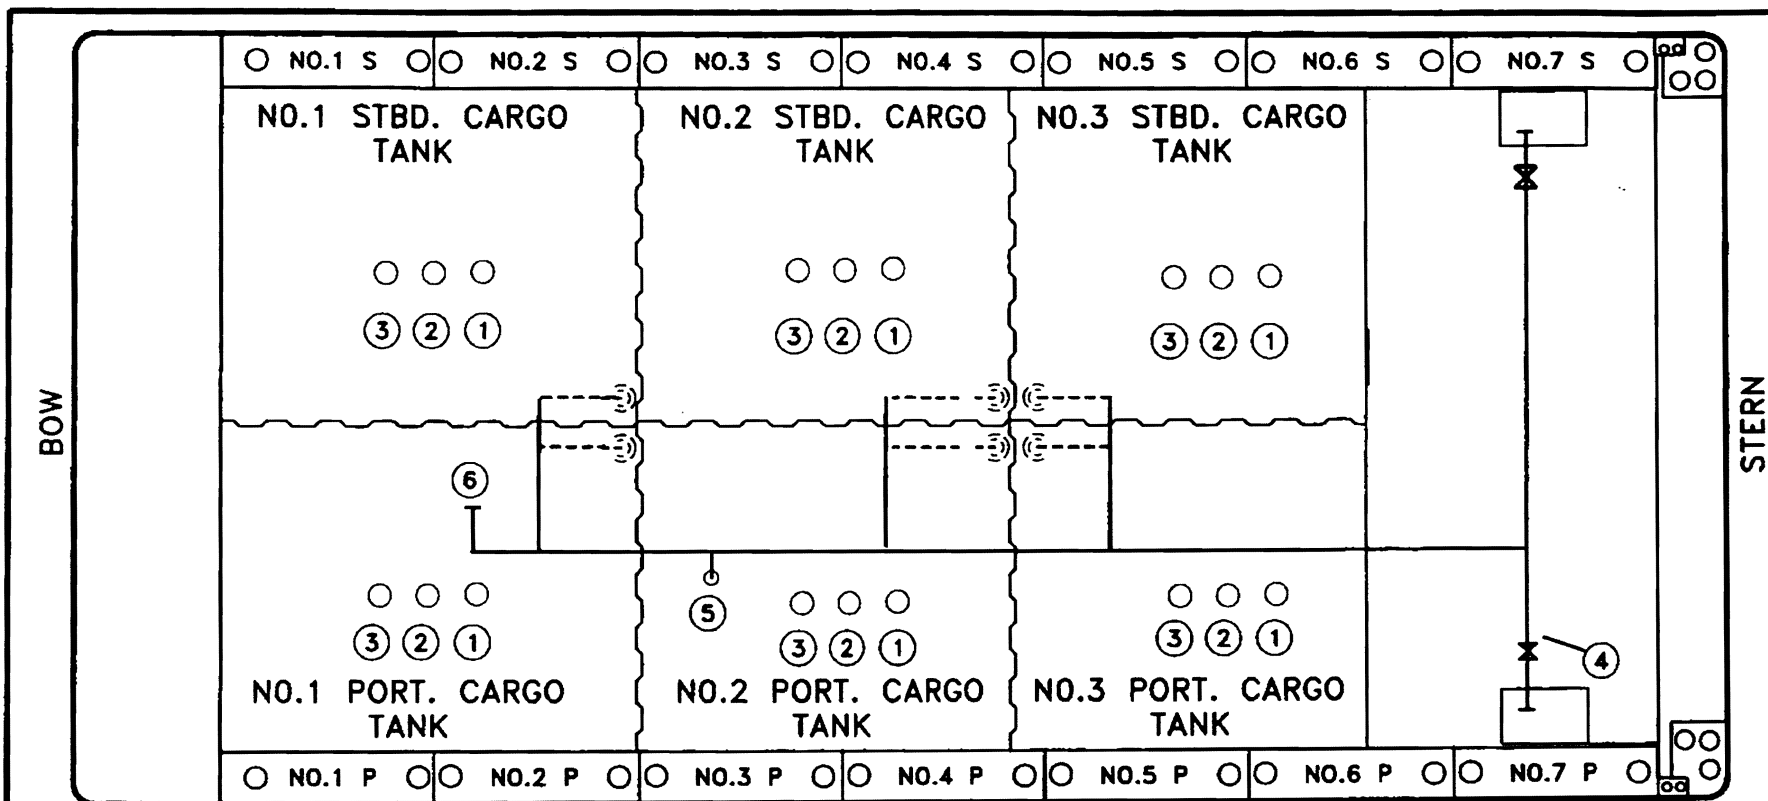 NO.1 S NO.2 S NO.3 S NO.4 S NO.5 S NO.6 S NO.7 S
NO.1 STBD. CARGO
TANK
NO.2 STBD. CARGO
TANK
NO.3 STBD. CARGO
TANK
3 2 1
3 2 1
3 2 1
BOW
STERN
6
5
4
3 2 1
3 2 1
3 2 1
NO.1 PORT. CARGO
TANK
NO.2 PORT. CARGO
TANK
NO.3 PORT. CARGO
TANK
NO.1 P NO.2 P NO.3 P NO.4 P NO.5 P NO.6 P NO.7 P